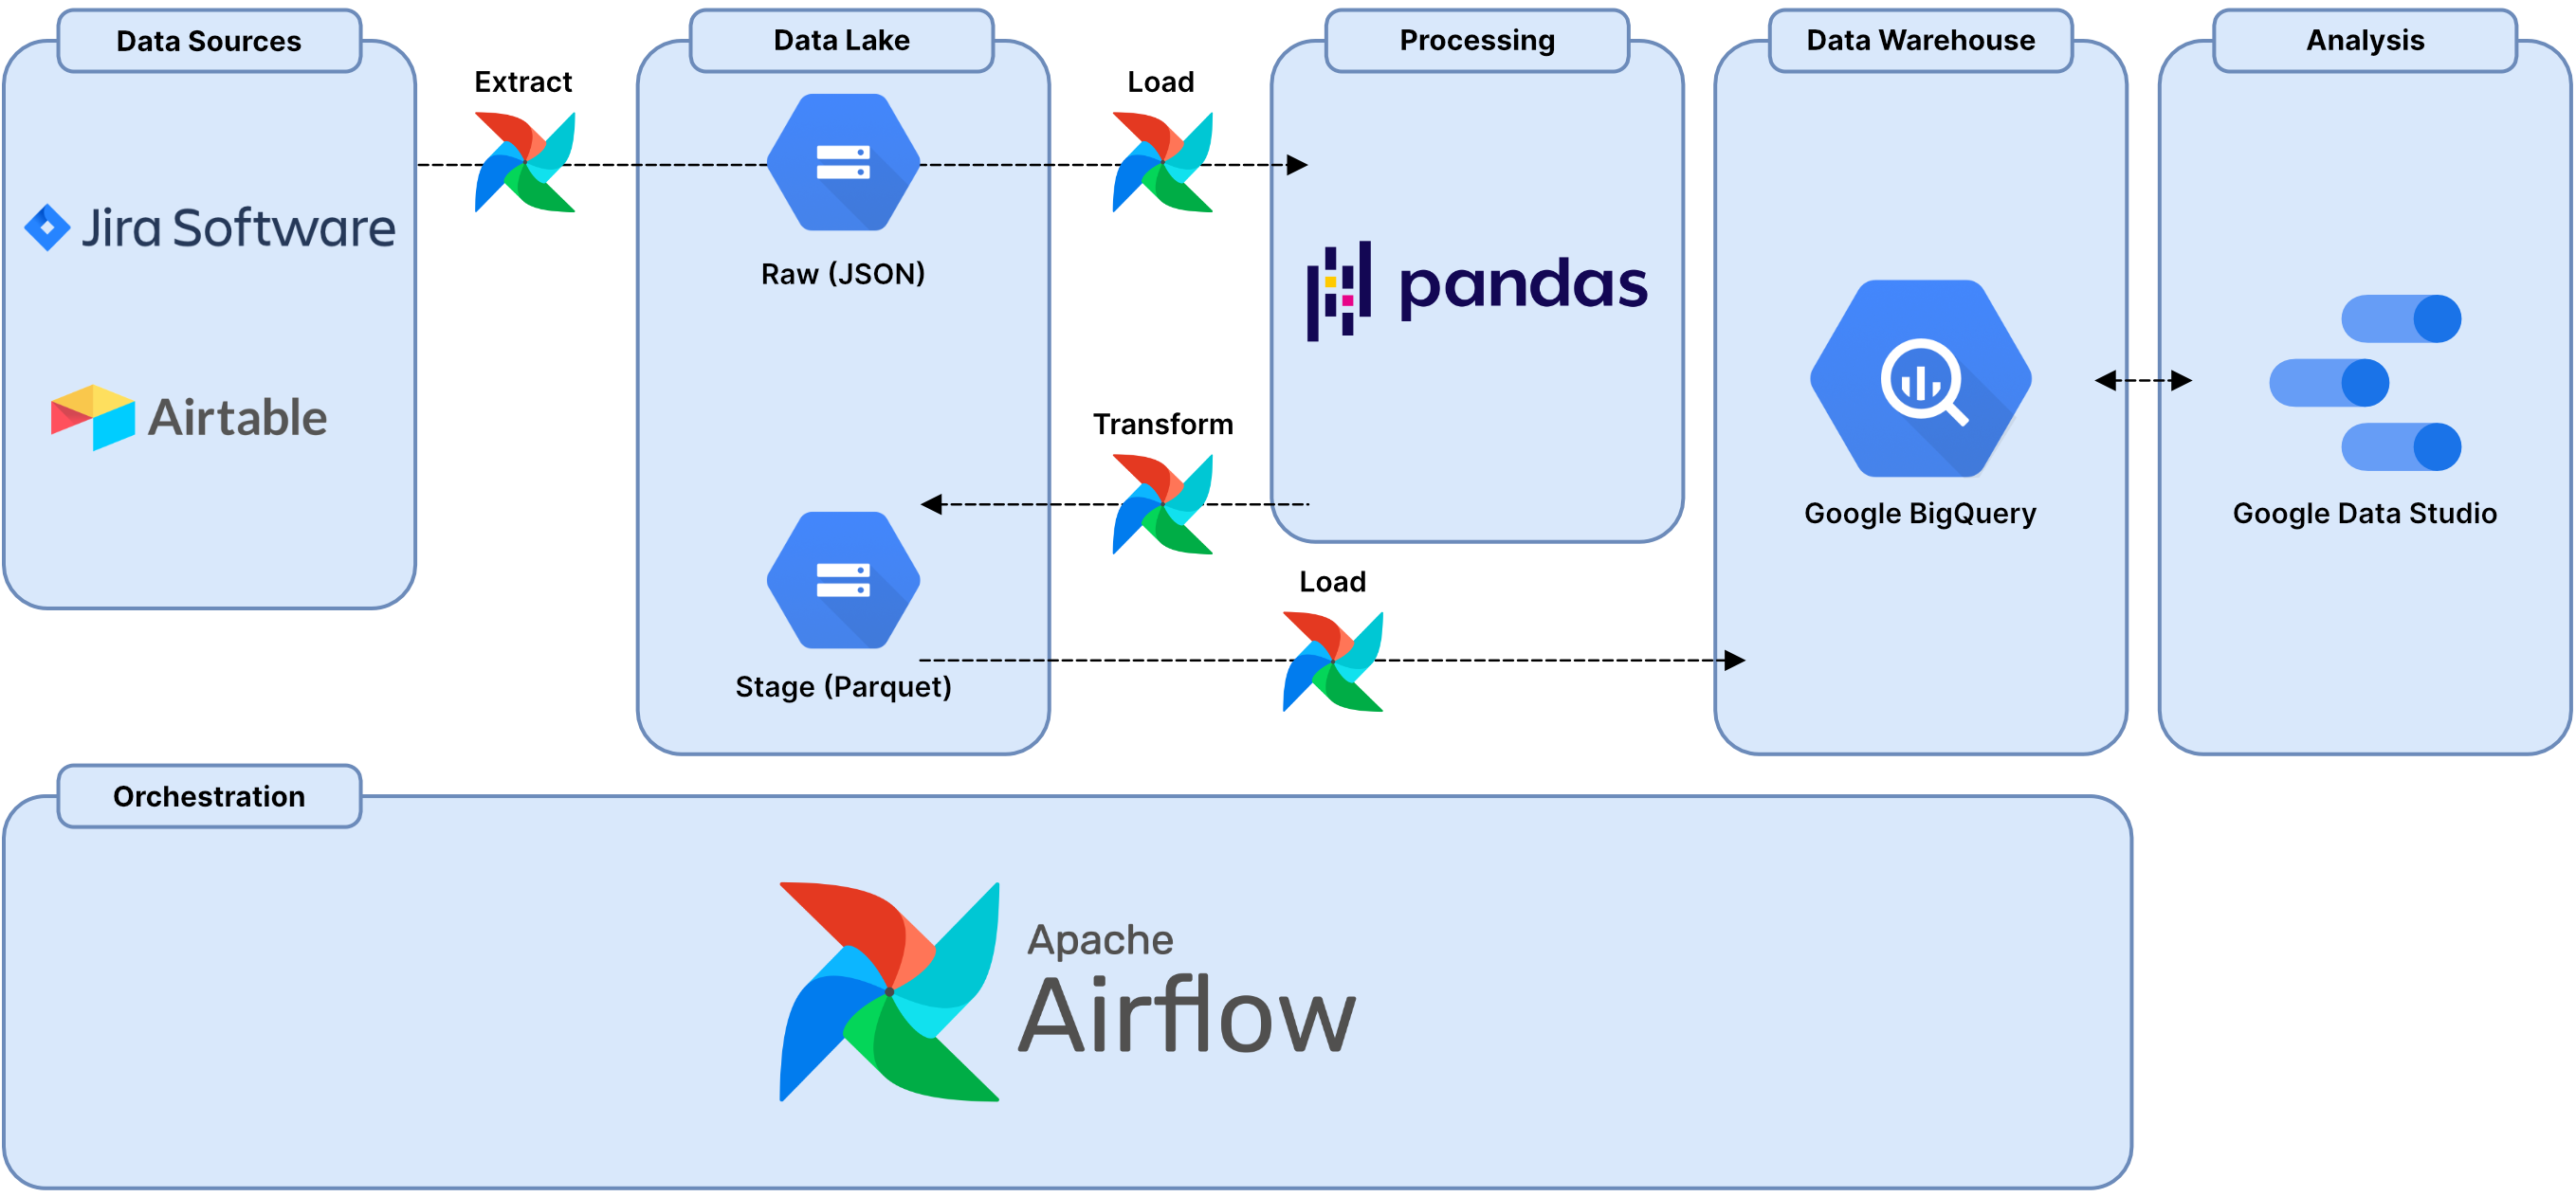 Data Sources
Data Lake
Processing
Data Warehouse
Analysis
Extract
Load
Jira Software
Raw (JSON)
pandas
Airtable
Transform
Google BigQuery
Google Data Studio
Load
Stage (Parquet)
Orchestration
Apache
Airflow